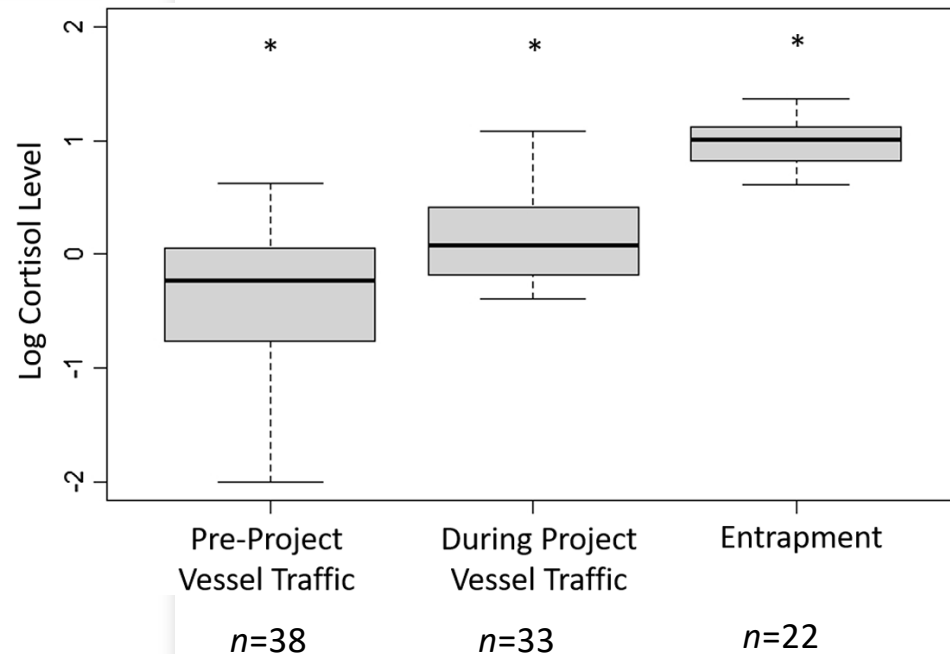 Log Cortisol Level
2
1
0
-1
-2
* * *
Pre-Project
Vessel Traffic
During Project
Vessel Traffic
Entrapment
n=38
n=33
n=22